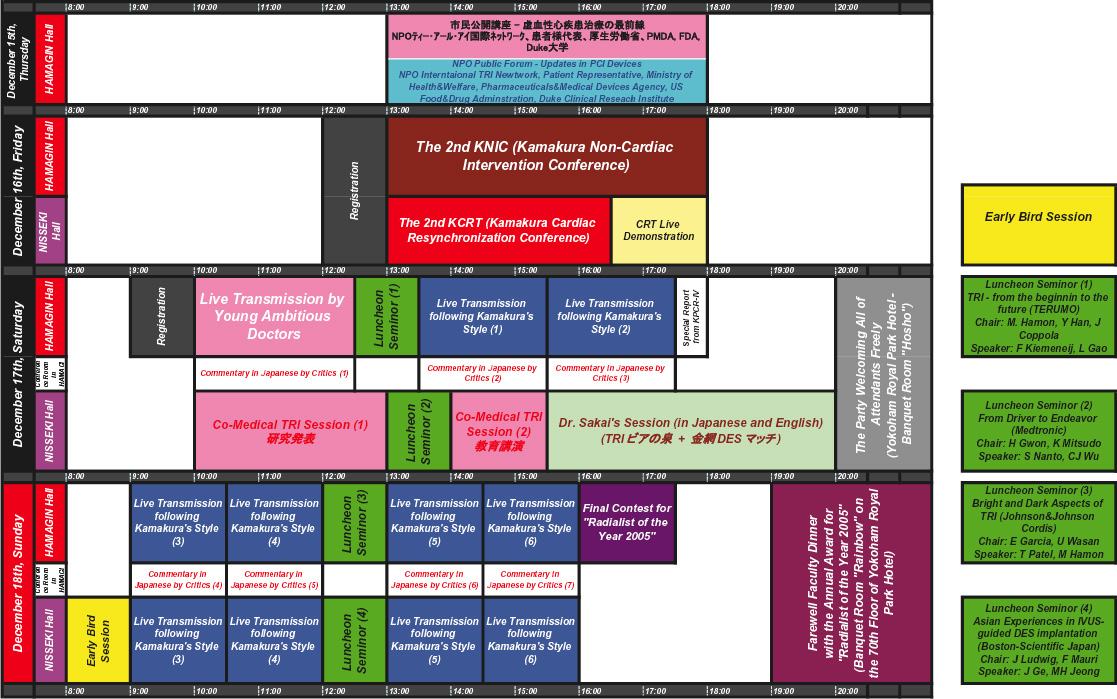 8:00 9:00 10:00 11:00 12:00 13:00 14:00 15:00 16:00 17:00 18:00 19:00 20:00
December 15th,
Thursday
HAMAGIN Hall
市民公開講座 – 虚血性心疾患治療の最前線
NPOティー・アール・アイ国際ネットワーク、患者様代表、厚生労働省、PMDA, FDA,
Duke大学
NPO Public Forum - Updates in PCI Devices
NPO Interntaional TRI Newtwork, Patient Representative, Ministry of
Health&Welfare, Pharmaceuticals&Medical Devices Agency, US
Food&Drug Adminstration, Duke Clinical Reseach Institute
8:00 9:00 10:00 11:00 12:00 13:00 14:00 15:00 16:00 17:00 18:00 19:00 20:00
December 16th, Friday
HAMAGIN Hall
NISSEKI
Hall
Registration
The 2nd KNIC (Kamakura Non-Cardiac
Intervention Conference)
The 2nd KCRT (Kamakura Cardiac
Resynchronization Conference)
CRT Live
Demonstration
Early Bird Session
8:00 9:00 10:00 11:00 12:00 13:00 14:00 15:00 16:00 17:00 18:00 19:00 20:00
December 17th, Saturday
HAMAGIN Hall
Registration
Live Transmission by
Young Ambitious
Doctors
Luncheon
Seminor (1)
Live Transmission
following Kamakura's
Style (1)
Live Transmission
following Kamakura's
Style (2)
Special Report
from KPCR-IV
The Party Welcoming All of
Attendants Freely
(Yokoham Royal Park Hotel -
Banquet Room "Hosho")
Luncheon Seminor (1)
TRI - from the beginnin to the
future (TERUMO)
Chair: M. Hamon, Y Han, J
Coppola
Speaker: F Kiemeneij, L Gao
Commentary in Japanese by Critics (1)
Commentary in Japanese by
Critics (2)
Commentary in Japanese by
Critics (3)
NISSEKI Hall
Co-Medical TRI Session (1)
研究発表
Luncheon
Seminor (2)
Co-Medical TRI
Session (2)
教育講演
Dr. Sakai's Session (in Japanese and English)
(TRIビアの泉 + 金網DESマッチ)
Luncheon Seminor (2)
From Driver to Endeavor
(Medtronic)
Chair: H Gwon, K Mitsudo
Speaker: S Nanto, CJ Wu
8:00 9:00 10:00 11:00 12:00 13:00 14:00 15:00 16:00 17:00 18:00 19:00 20:00
December 18th, Sunday
HAMAGIN Hall
Live Transmission
following
Kamakura's Style
(3)
Live Transmission
following
Kamakura's Style
(4)
Luncheon
Seminor (3)
Live Transmission
following
Kamakura's Style
(5)
Live Transmission
following
Kamakura's Style
(6)
Final Contest for
"Radialist of the
Year 2005"
Farewell Faculty Dinner
with the Annual Award for
"Radialist of the Year 2005"
(Banquet Room "Rainbow" on
the 70th Floor of Yokoham Royal
Park Hotel)
Luncheon Seminor (3)
Bright and Dark Aspects of
TRI (Johnson&Johnson
Cordis)
Chair: E Garcia, U Wasan
Speaker: T Patel, M Hamon
Commentary in
Japanese by Critics (4)
Commentary in
Japanese by Critics (5)
Commentary in
Japanese by Critics (6)
Commentary in
Japanese by Critics (7)
NISSEKI Hall
Early Bird
Session
Live Transmission
following
Kamakura's Style
(3)
Live Transmission
following
Kamakura's Style
(4)
Luncheon
Seminor (4)
Live Transmission
following
Kamakura's Style
(5)
Live Transmission
following
Kamakura's Style
(6)
Luncheon Seminor (4)
Asian Experiences in IVUS-
guided DES implantation
(Boston-Scientific Japan)
Chair: J Ludwig, F Mauri
Speaker: J Ge, MH Jeong
8:00 9:00 10:00 11:00 12:00 13:00 14:00 15:00 16:00 17:00 18:00 19:00 20:00